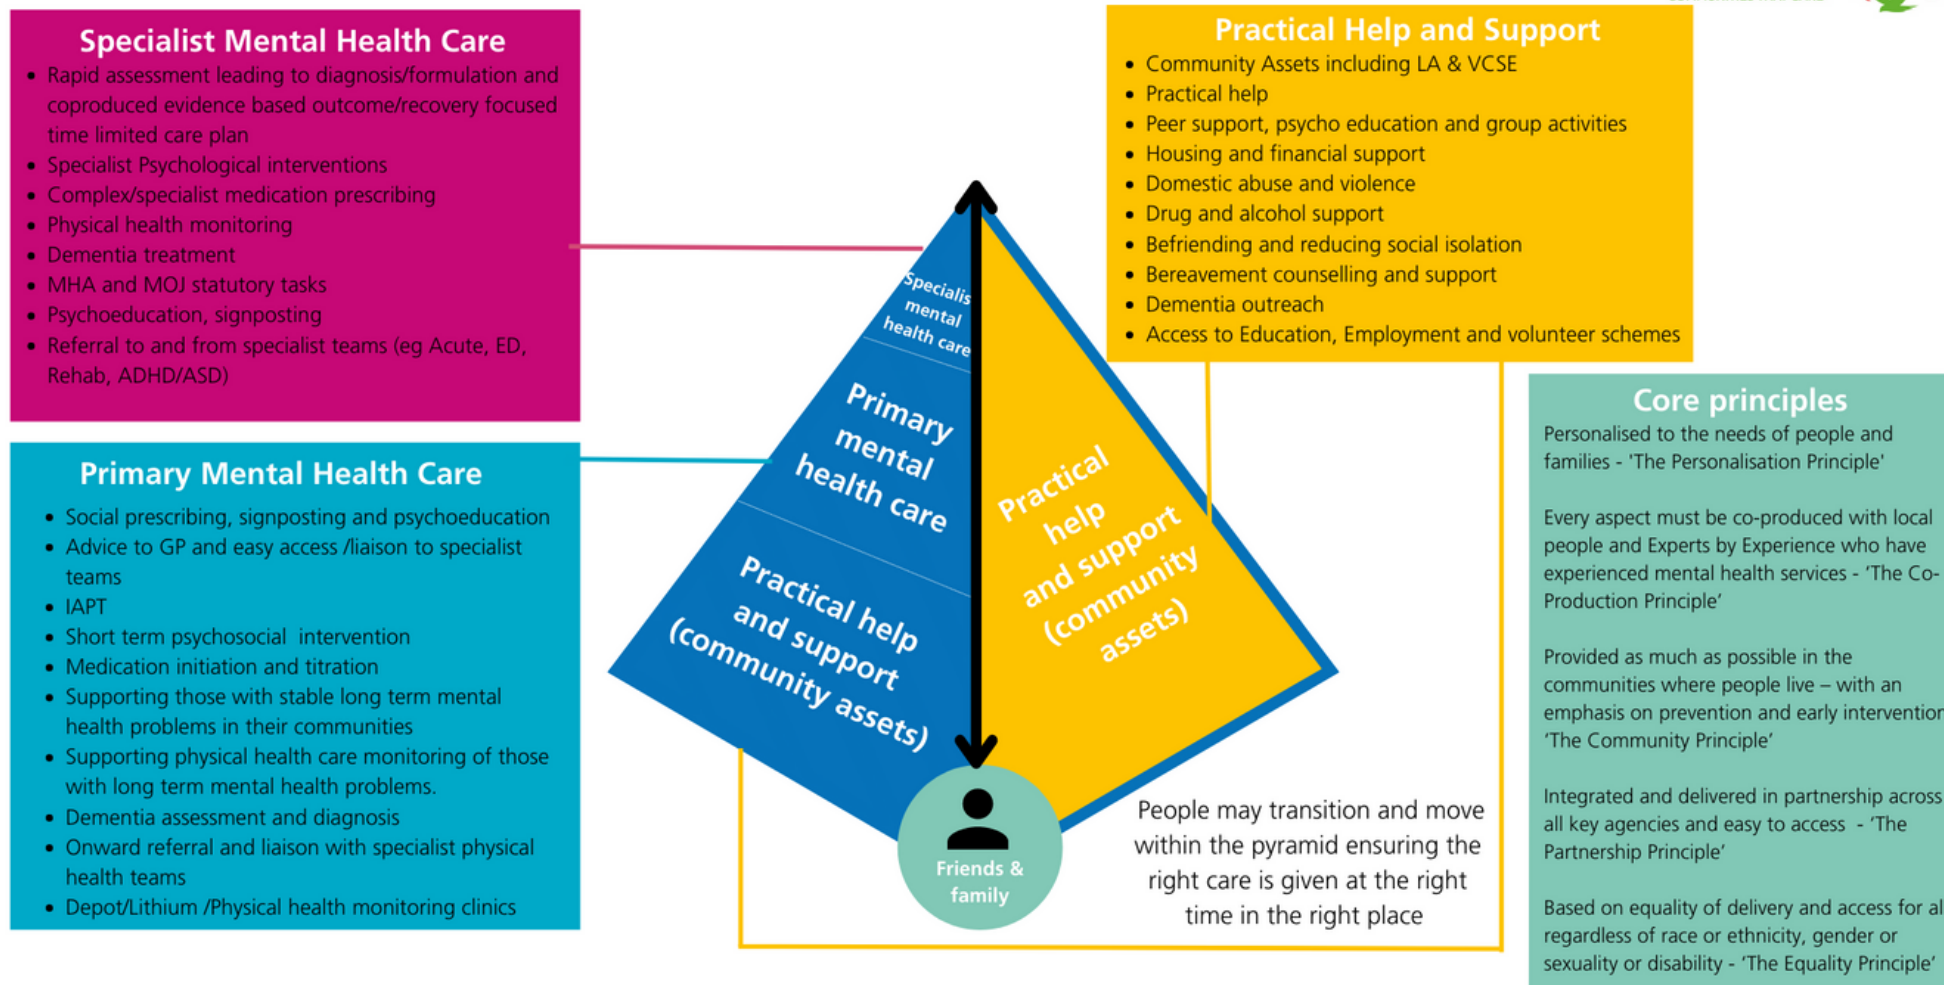 Specialist Mental Health Care
• Rapid assessment leading to diagnosis/formulation and
coproduced evidence based outcome/recovery focused
time limited care plan
• Specialist Psychological interventions
• Complex/specialist medication prescribing
• Physical health monitoring
• Dementia treatment
• MHA and MOJ statutory tasks
• Psychoeducation, signposting
• Referral to and from specialist teams (eg Acute, ED,
Rehab, ADHD/ASD)
Primary Mental Health Care
• Social prescribing, signposting and psychoeducation
• Advice to GP and easy access /liaison to specialist
teams
• IAPT
• Short term psychosocial  intervention
• Medication initiation and titration
• Supporting those with stable long term mental
health problems in their communities
• Supporting physical health care monitoring of those
with long term mental health problems.
• Dementia assessment and diagnosis
• Onward referral and liaison with specialist physical
health teams
• Depot/Lithium /Physical health monitoring clinics
Specialis
mental
health care
Primary
mental
health care
Practical help
and support
(community assets)
Practical
help
and support
(community
assets)
Friends &
family
People may transition and move
within the pyramid ensuring the
right care is given at the right
time in the right place
Practical Help and Support
• Community Assets including LA & VCSE
• Practical help
• Peer support, psycho education and group activities
• Housing and financial support
• Domestic abuse and violence
• Drug and alcohol support
• Befriending and reducing social isolation
• Bereavement counselling and support
• Dementia outreach
• Access to Education, Employment and volunteer schemes
Core principles
Personalised to the needs of people and
families - 'The Personalisation Principle'
Every aspect must be co-produced with local
people and Experts by Experience who have
experienced mental health services - ‘The Co-
Production Principle’
Provided as much as possible in the
communities where people live – with an
emphasis on prevention and early intervention
‘The Community Principle’
Integrated and delivered in partnership across
all key agencies and easy to access  - ‘The
Partnership Principle’
Based on equality of delivery and access for al
regardless of race or ethnicity, gender or
sexuality or disability - ‘The Equality Principle’